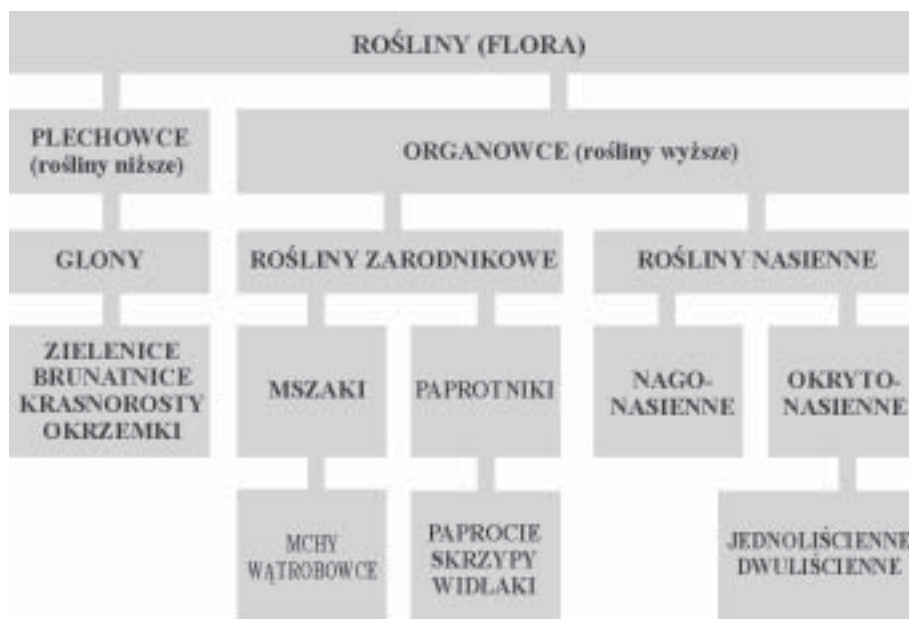 ROŚLINY (FLORA)
PLECHOWCE
(rośliny niższe)
ORGANOWCE (rośliny wyższe)
GLONY
ROŚLINY ZARODNIKOWE
ROŚLINY NASIENNE
ZIELENICE
BRUNATNICE
KRASNOROSTY
OKRZEMKI
MSZAKI
PAPROTNIKI
NAGO-
NASIENNE
OKRYTO-
NASIENNE
MCHY
WĄTROBOWCE
PAPROCIE
SKRZYPY
WIDŁAKI
JEDNOLIŚCIENNE
DWULIŚCIENNE